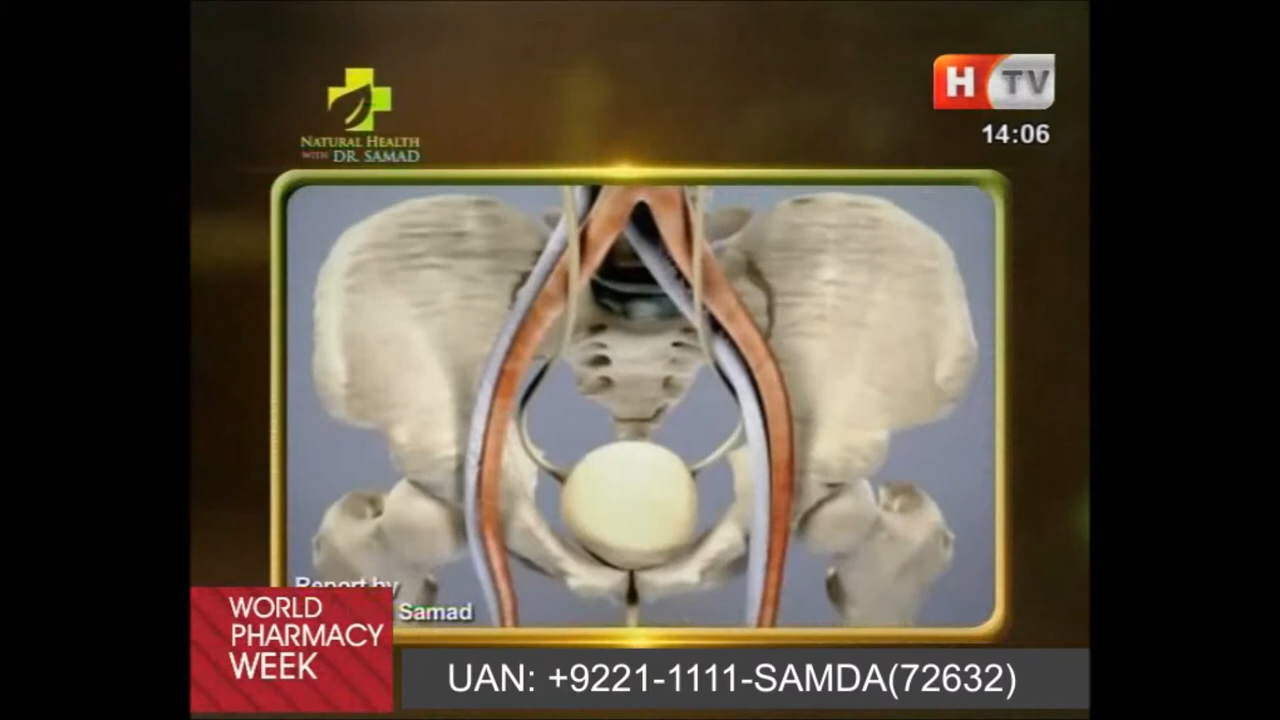 H TV
14:06
NATURAL HEALTH
WITH DR. SAMAD
Report by
Samad
WORLD
PHARMACY
WEEK
UAN: +9221-1111-SAMDA(72632)